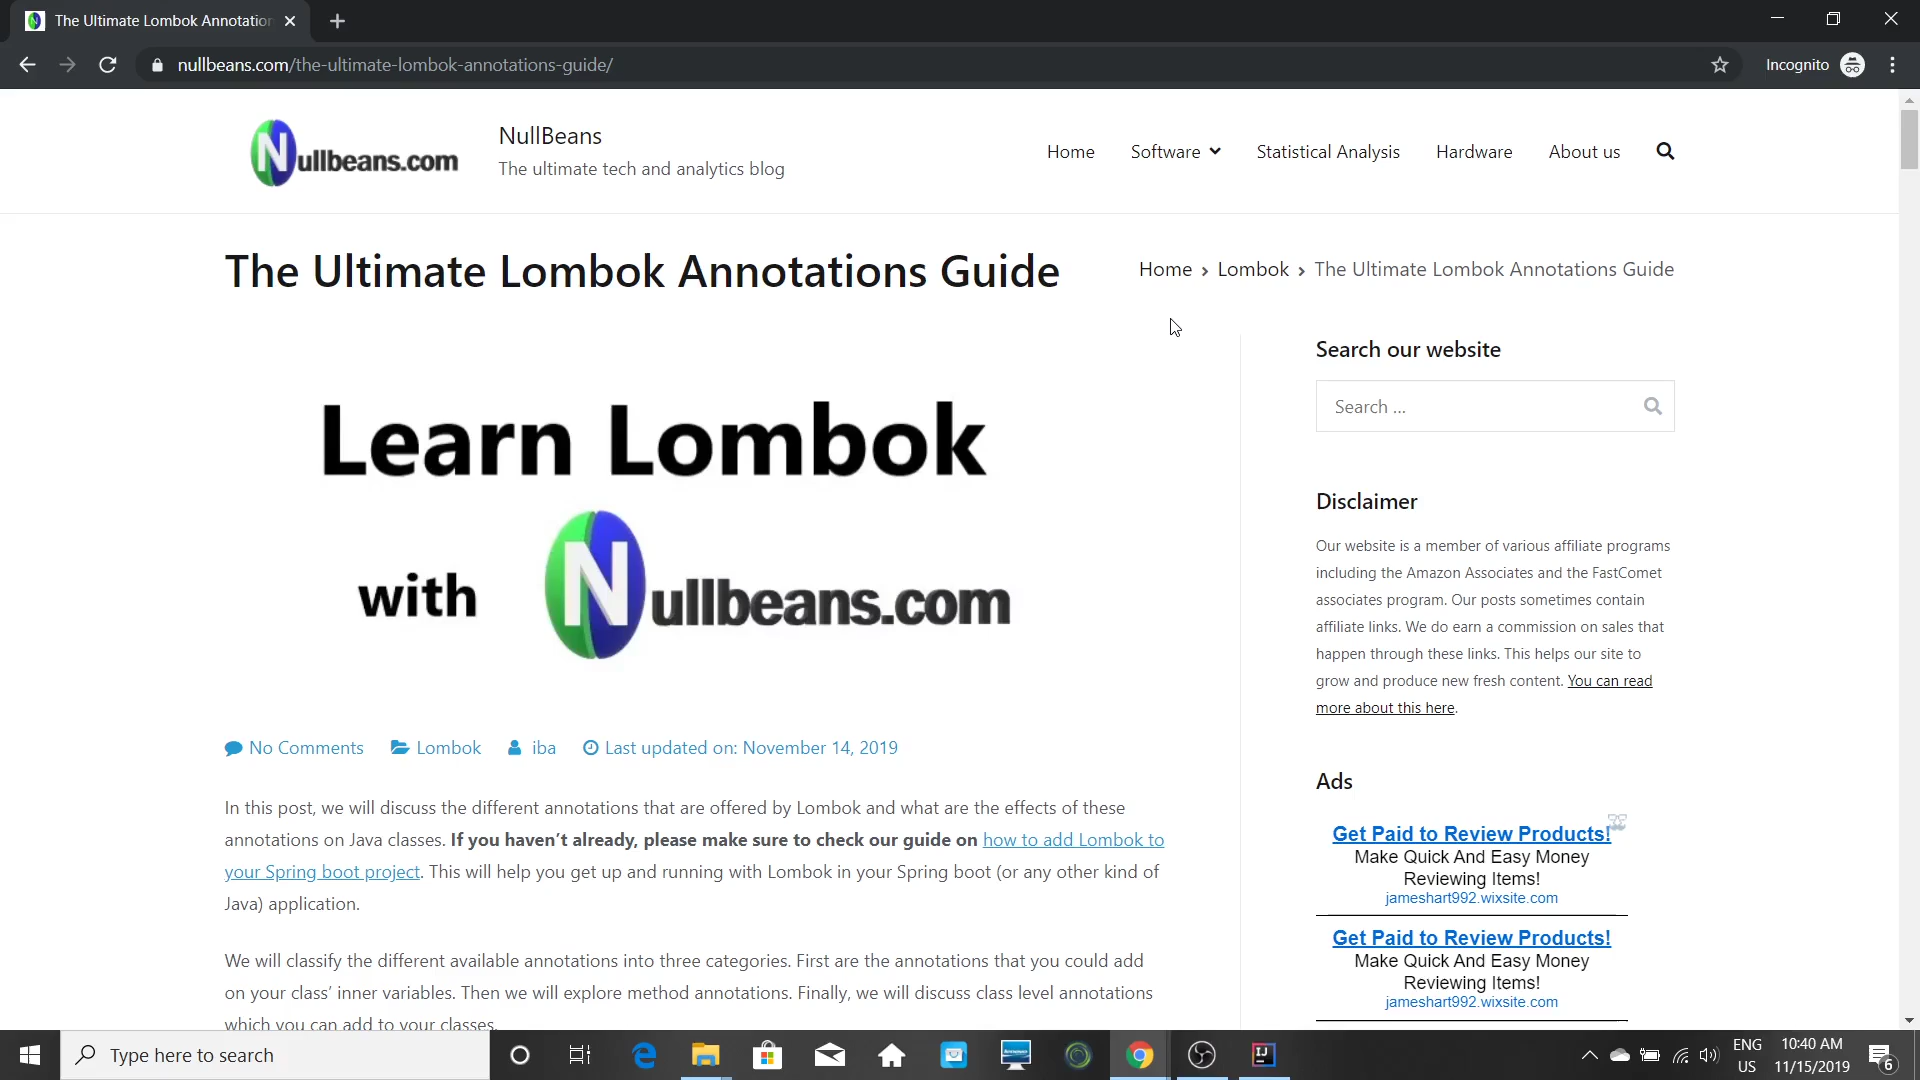 The Ultimate Lombok Annotation
nullbeans.com/the-ultimate-lombok-annotations-guide/
Incognito
Nullbeans.com
NullBeans
The ultimate tech and analytics blog
Home
Software
Statistical Analysis
Hardware
About us
The Ultimate Lombok Annotations Guide
Home › Lombok › The Ultimate Lombok Annotations Guide
Learn Lombok
with Nullbeans.com
No Comments Lombok iba Last updated on: November 14, 2019
In this post, we will discuss the different annotations that are offered by Lombok and what are the effects of these
annotations on Java classes. If you haven’t already, please make sure to check our guide on how to add Lombok to
your Spring boot project. This will help you get up and running with Lombok in your Spring boot (or any other kind of
Java) application.
We will classify the different available annotations into three categories. First are the annotations that you could add
on your class’ inner variables. Then we will explore method annotations. Finally, we will discuss class level annotations
which you can add to your classes.
Search our website
Search ...
Disclaimer
Our website is a member of various affiliate programs
including the Amazon Associates and the FastComet
associates program. Our posts sometimes contain
affiliate links. We do earn a commission on sales that
happen through these links. This helps our site to
grow and produce new fresh content. You can read
more about this here.
Ads
Get Paid to Review Products!
Make Quick And Easy Money
Reviewing Items!
jameshart992.wixsite.com
Get Paid to Review Products!
Make Quick And Easy Money
Reviewing Items!
jameshart992.wixsite.com
Type here to search
IJ
ENG
US
10:40 AM
11/15/2019
6